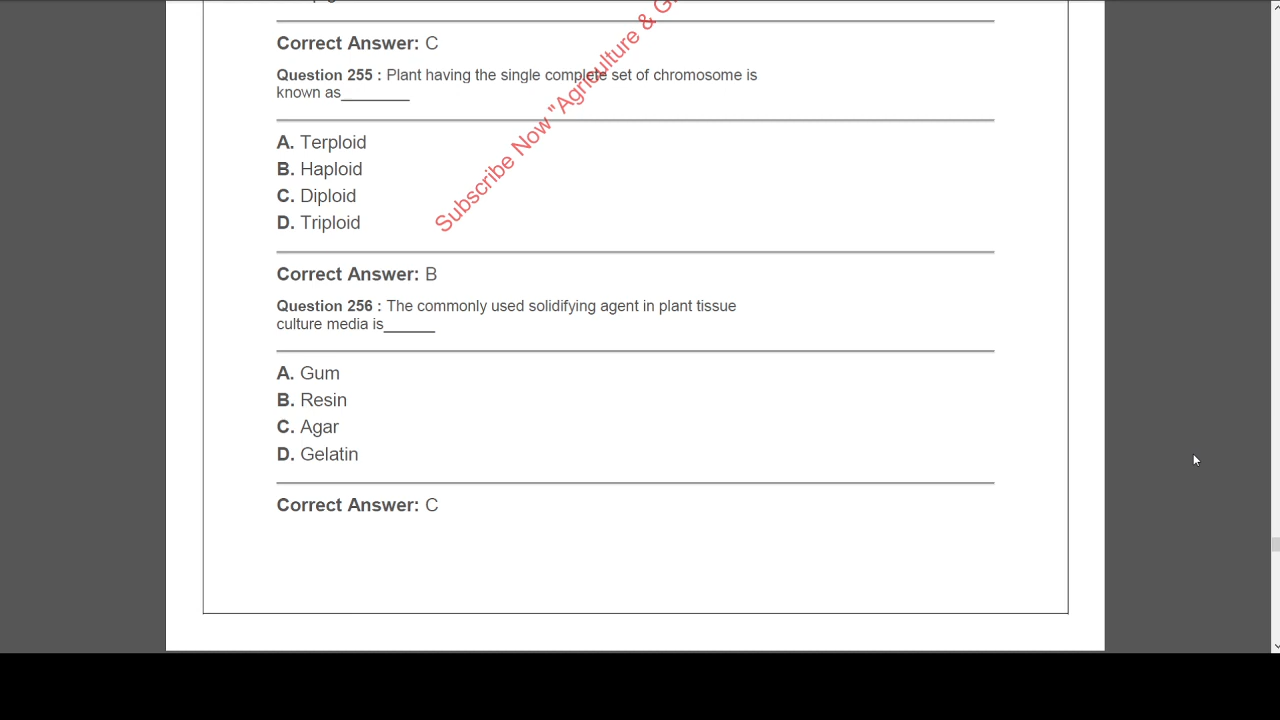 Correct Answer: C
Question 255 : Plant having the single complete set of chromosome is
known as________
A. Terploid
B. Haploid
C. Diploid
D. Triploid
Correct Answer: B
Question 256 : The commonly used solidifying agent in plant tissue
culture media is______
A. Gum
B. Resin
C. Agar
D. Gelatin
Correct Answer: C
Subscribe Now "Agriculture &